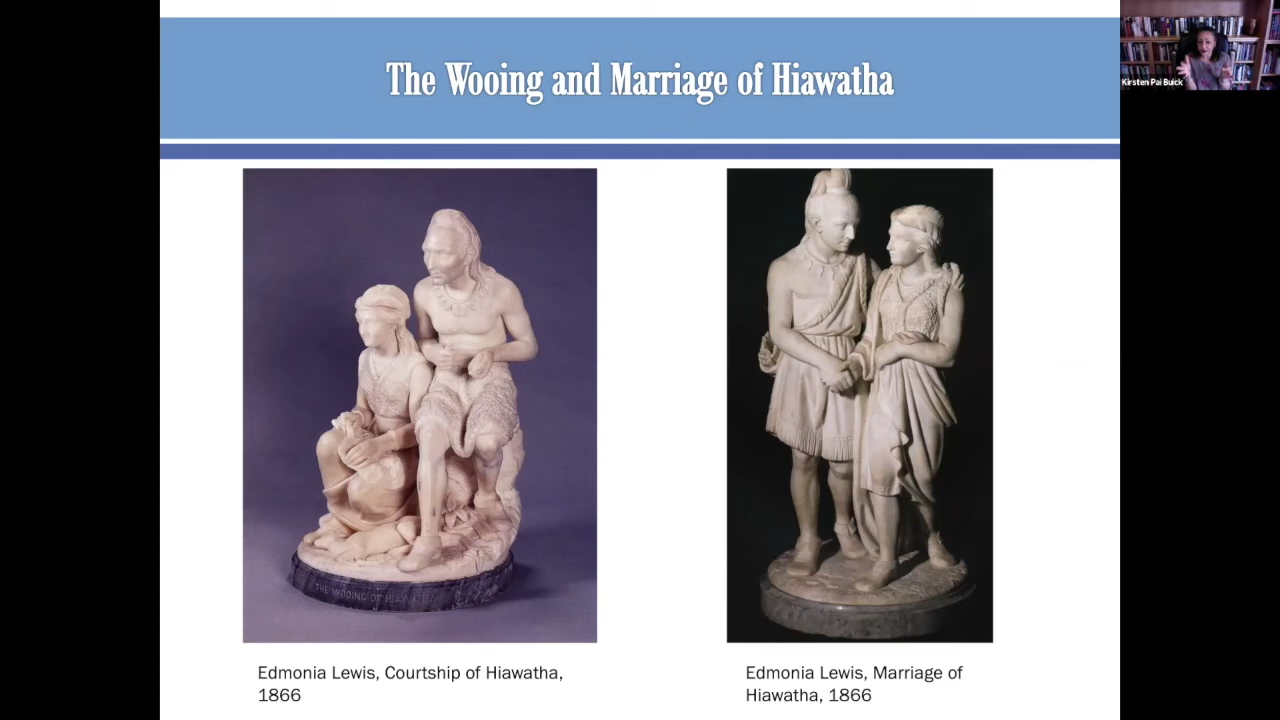 The Wooing and Marriage of Hiawatha
Kirsten Pai Buick
THE WOOING OF HIAWATHA
Edmonia Lewis, Courtship of Hiawatha,
1866
Edmonia Lewis, Marriage of
Hiawatha, 1866